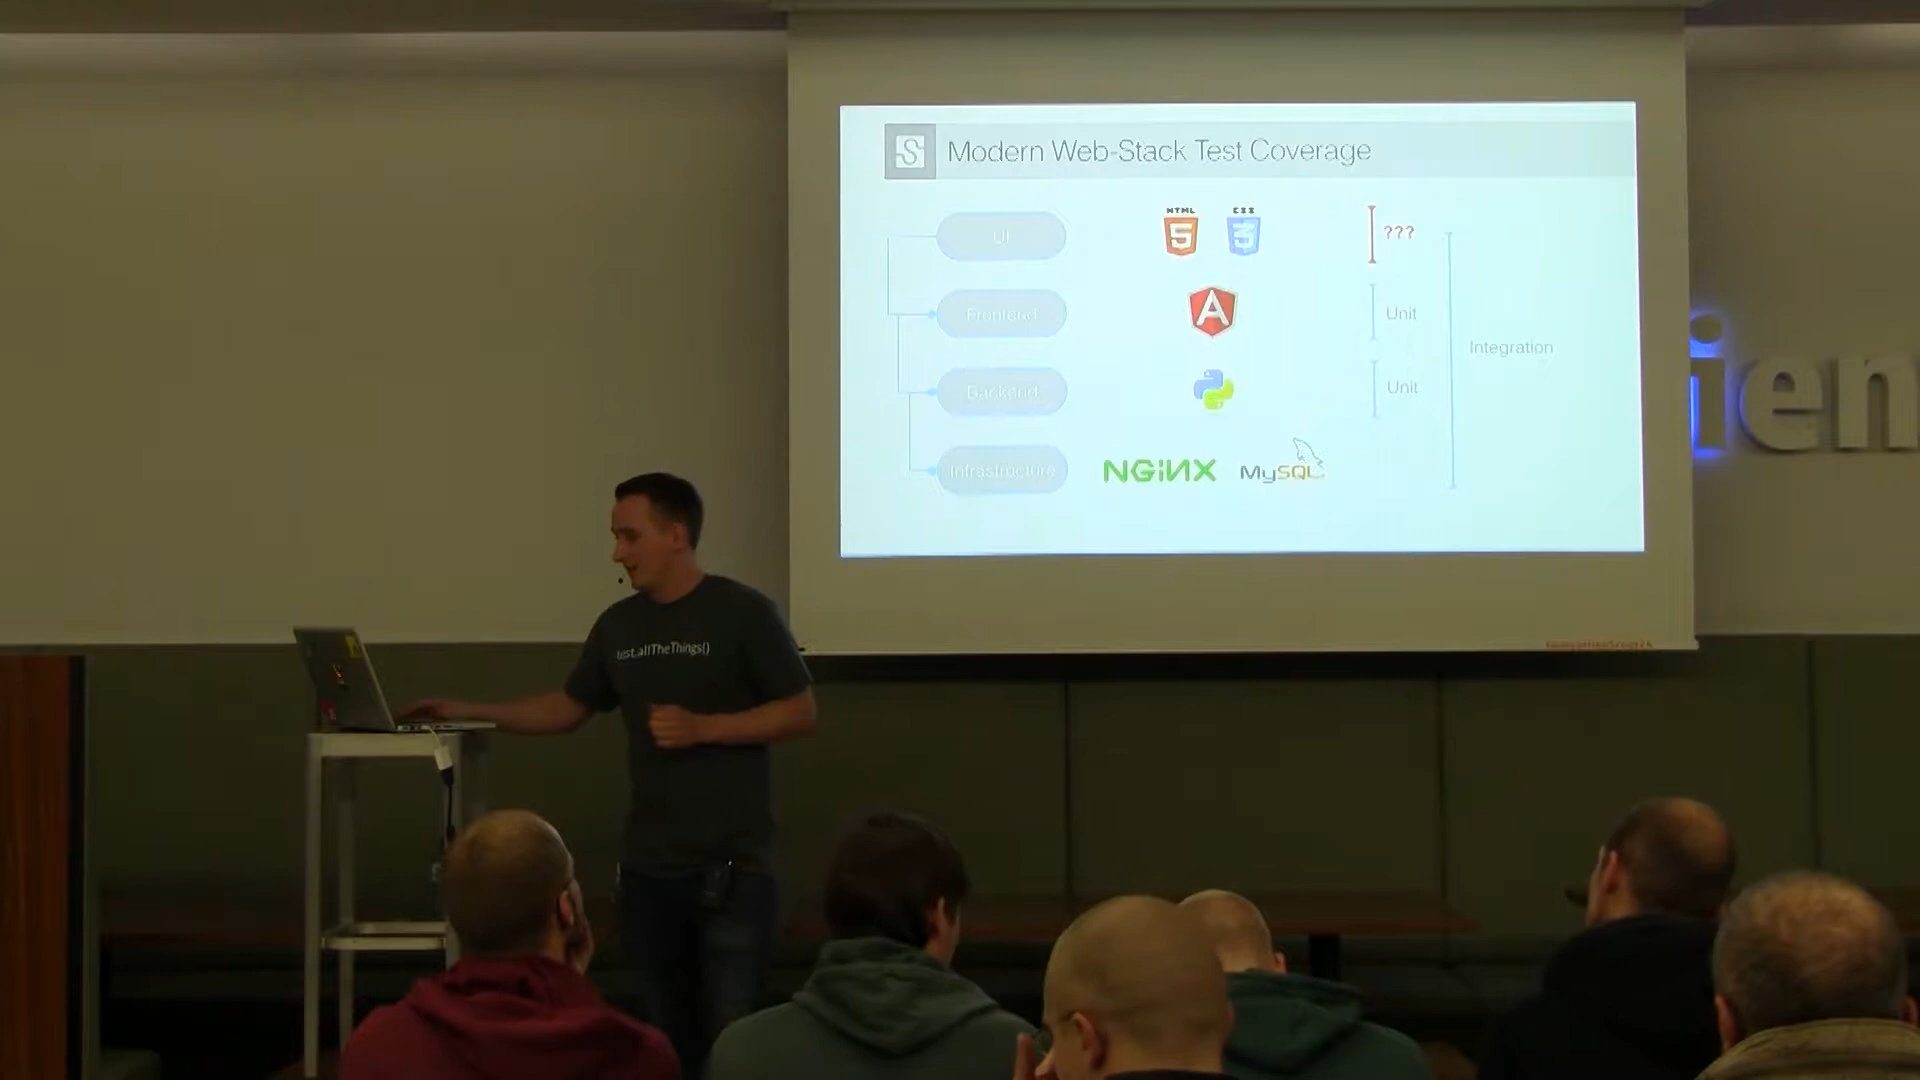 S Modern Web-Stack Test Coverage
UI
HTML
5
CSS
3
???
Frontend
A
Unit
Integration
Backend
Unit
Infrastructure
NGiNX
MySQL
ien
test.allTheThings()